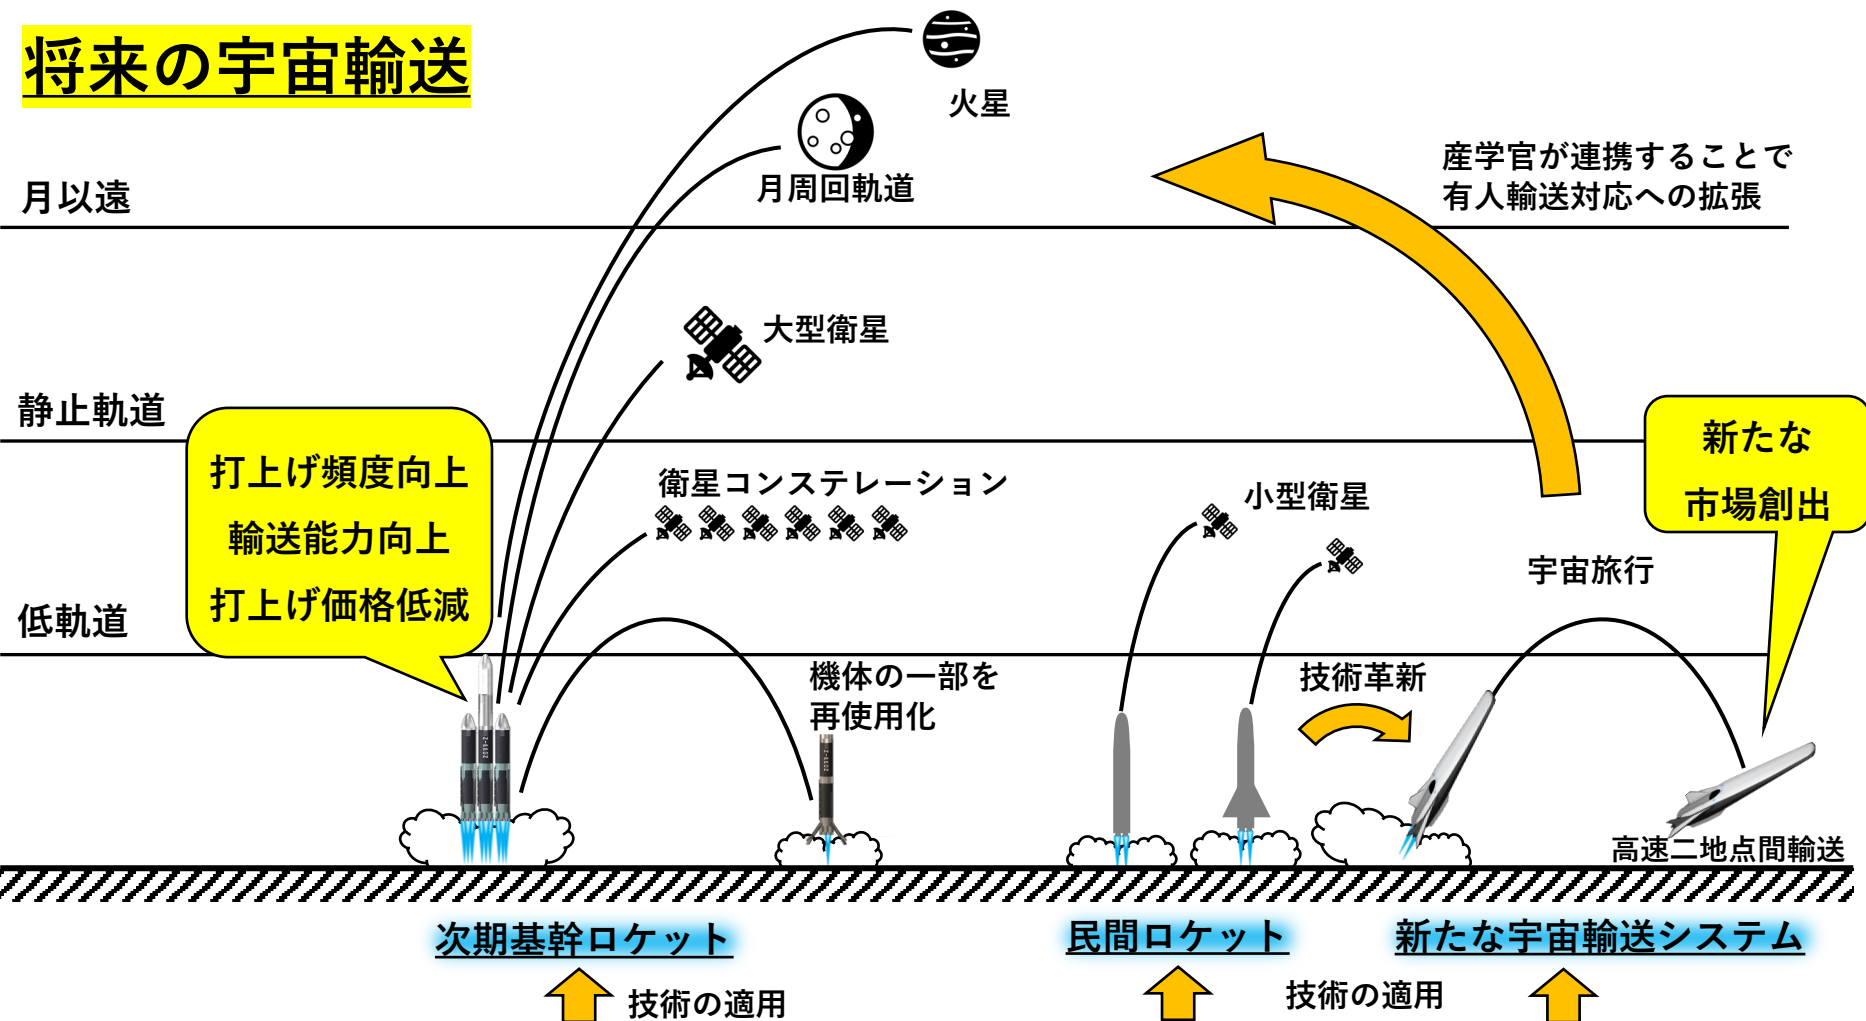 将来の宇宙輸送
火星
月周回軌道
産学官が連携することで
有人輸送対応への拡張
月以遠
大型衛星
静止軌道
打上げ頻度向上
輸送能力向上
打上げ価格低減
衛星コンステレーション
小型衛星
新たな
市場創出
宇宙旅行
低軌道
機体の一部を
再使用化
技術革新
高速二地点間輸送
次期基幹ロケット
民間ロケット
新たな宇宙輸送システム
技術の適用
技術の適用